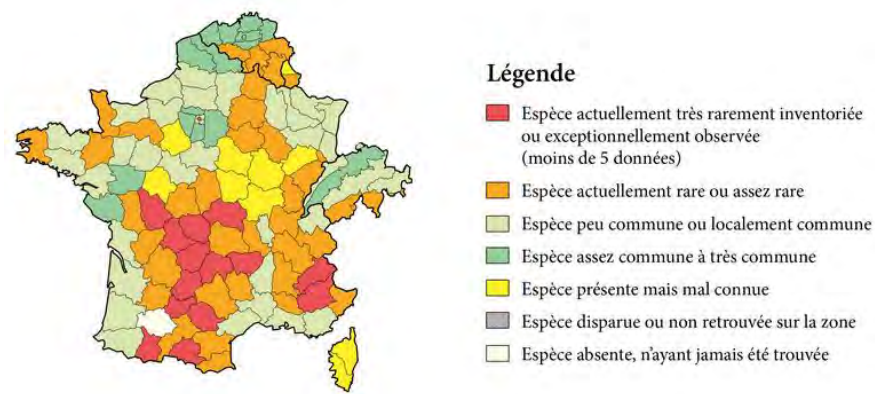 Légende
Espèce actuellement très rarement inventoriée
ou exceptionnellement observée
(moins de 5 données)
Espèce actuellement rare ou assez rare
Espèce peu commune ou localement commune
Espèce assez commune à très commune
Espèce présente mais mal connue
Espèce disparue ou non retrouvée sur la zone
Espèce absente, n'ayant jamais été trouvée